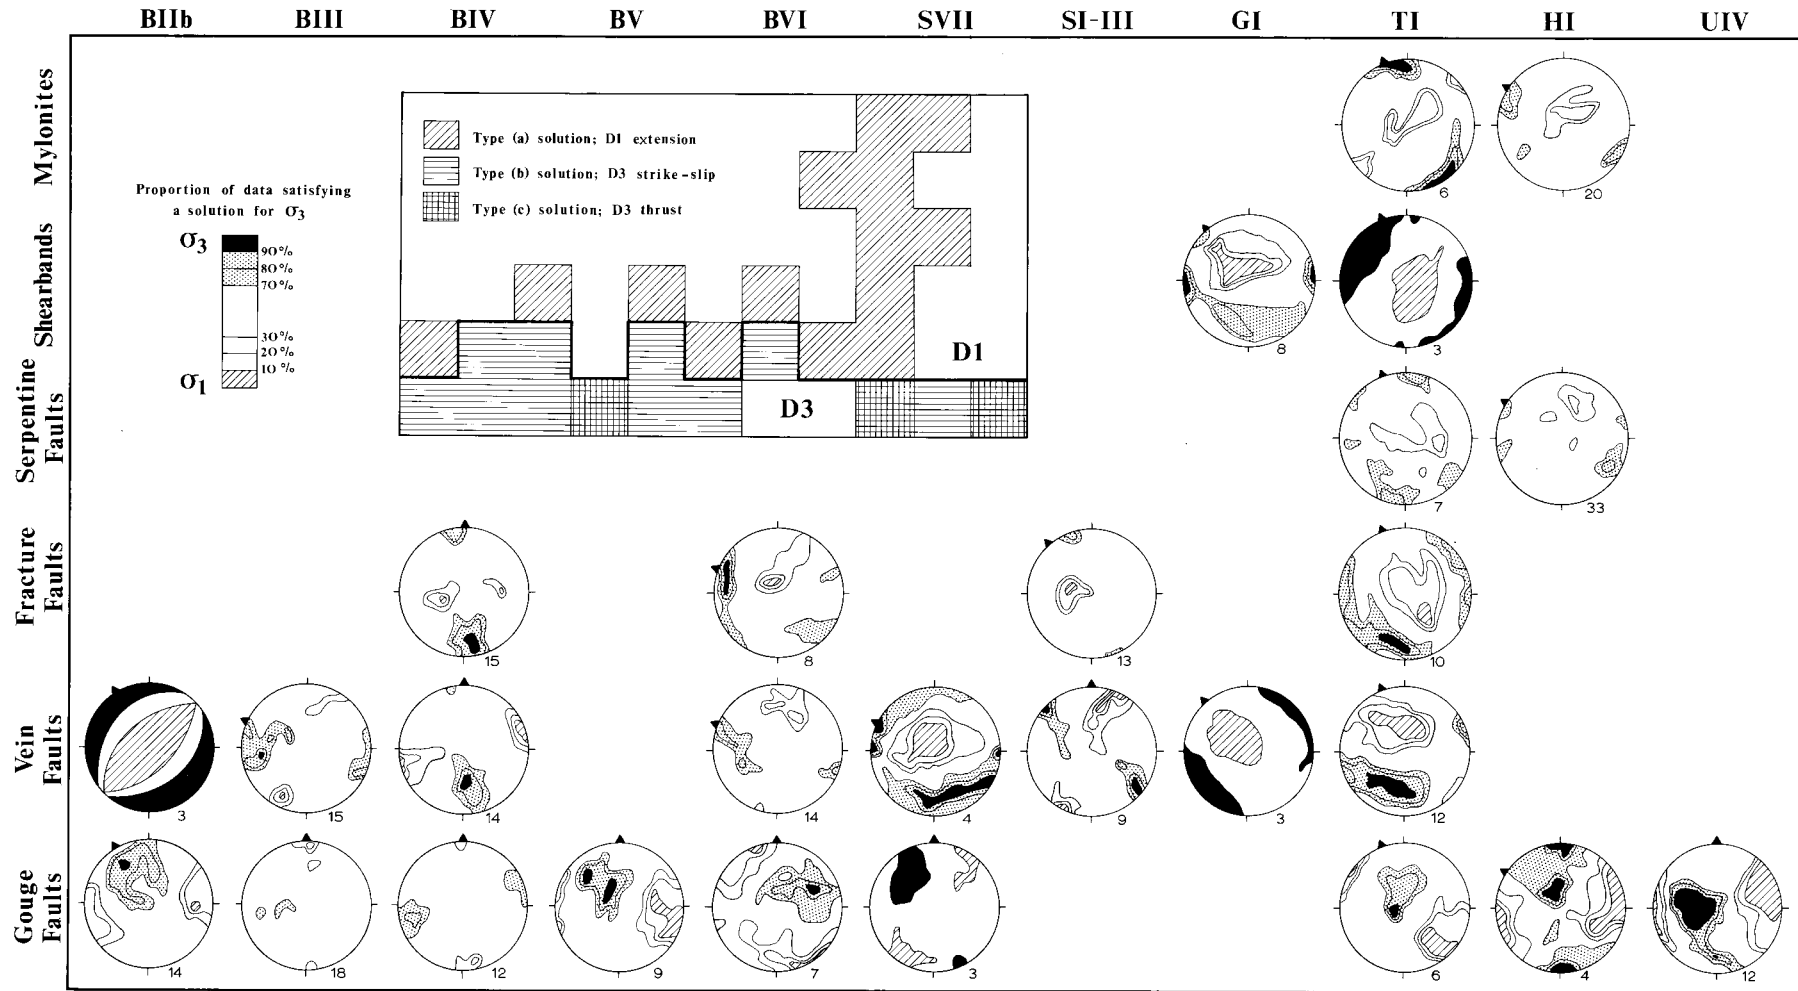 BIIb BIII BIV BV BVI SVII SI-III GI TI HI UIV
Mylonites
6 20
Type (a) solution; D1 extension
Type (b) solution; D3 strike-slip
Type (c) solution; D3 thrust
D1
D3
Proportion of data satisfying
a solution for σ3
σ3
90%
80%
70%
30%
20%
10%
σ1
Shearbands
8 3
Serpentine
Faults
7 33
Fracture
Faults
15 8 13 10
Vein
Faults
3 15 14 14 4 9 3 12
Gouge
Faults
14 18 12 9 7 3 6 4 12